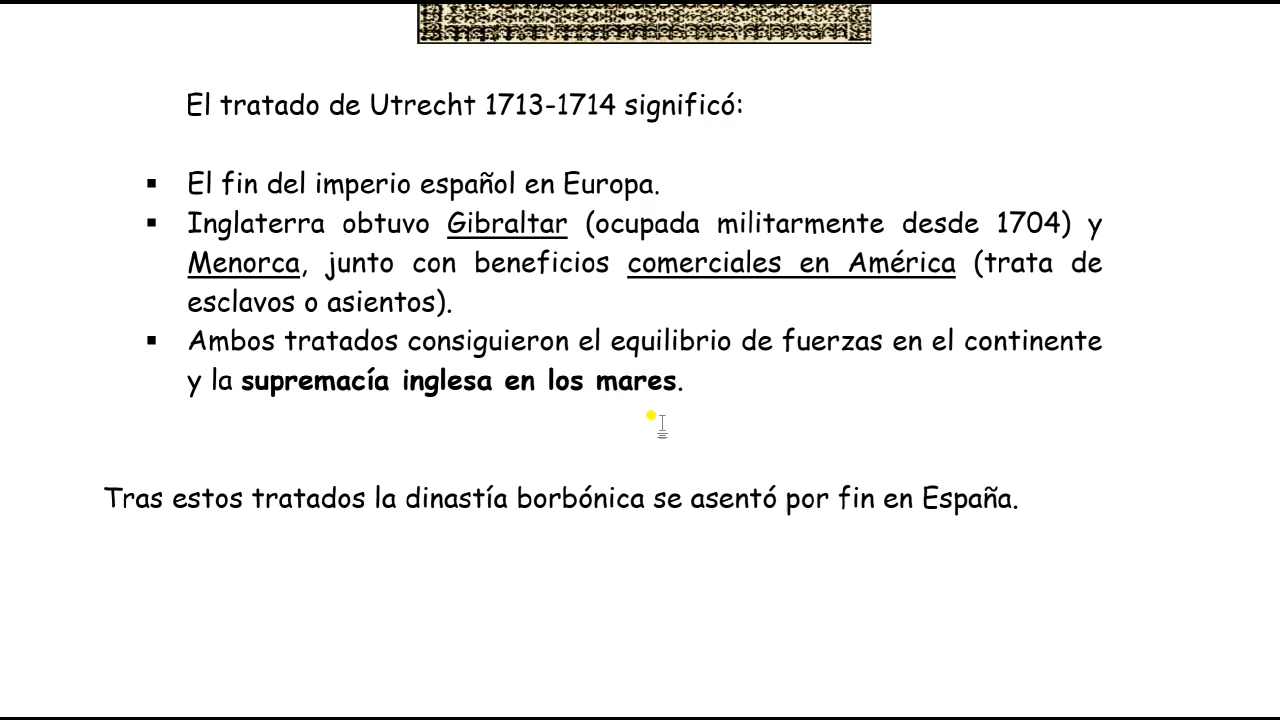 El tratado de Utrecht 1713-1714 significó:
▪ El fin del imperio español en Europa.
▪ Inglaterra obtuvo Gibraltar (ocupada militarmente desde 1704) y
Menorca, junto con beneficios comerciales en América (trata de
esclavos o asientos).
▪ Ambos tratados consiguieron el equilibrio de fuerzas en el continente
y la supremacía inglesa en los mares.
Tras estos tratados la dinastía borbónica se asentó por fin en España.